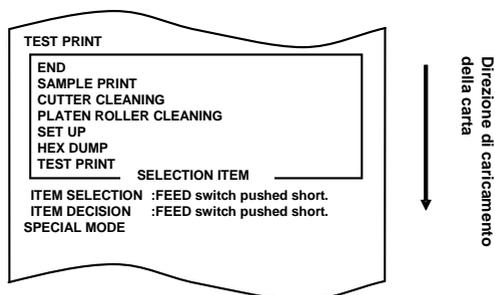 TEST PRINT
END
SAMPLE PRINT
CUTTER CLEANING
PLATEN ROLLER CLEANING
SET UP
HEX DUMP
TEST PRINT
SELECTION ITEM
ITEM SELECTION :FEED switch pushed short.
ITEM DECISION :FEED switch pushed short.
SPECIAL MODE
Direzione di caricamento
della carta